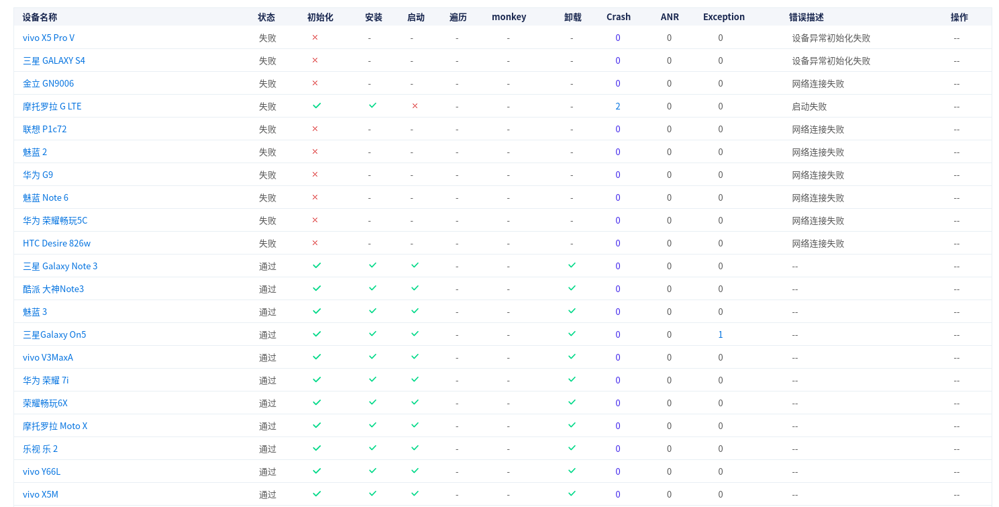 设备名称 状态 初始化 安装 启动 遍历 monkey 卸载 Crash ANR Exception 错误描述 操作
vivo X5 Pro V 失败 × - - - - - 0 0 0 设备异常初始化失败 --
三星 GALAXY S4 失败 × - - - - - 0 0 0 设备异常初始化失败 --
金立 GN9006 失败 × - - - - - 0 0 0 网络连接失败 --
摩托罗拉 G LTE 失败 ✓ ✓ × - - - 2 0 0 启动失败 --
联想 P1c72 失败 × - - - - - 0 0 0 网络连接失败 --
魅蓝 2 失败 × - - - - - 0 0 0 网络连接失败 --
华为 G9 失败 × - - - - - 0 0 0 网络连接失败 --
魅蓝 Note 6 失败 × - - - - - 0 0 0 网络连接失败 --
华为 荣耀畅玩5C 失败 × - - - - - 0 0 0 网络连接失败 --
HTC Desire 826w 失败 × - - - - - 0 0 0 网络连接失败 --
三星 Galaxy Note 3 通过 ✓ ✓ ✓ - - ✓ 0 0 0 -- --
酷派 大神Note3 通过 ✓ ✓ ✓ - - ✓ 0 0 0 -- --
魅蓝 3 通过 ✓ ✓ ✓ - - ✓ 0 0 0 -- --
三星Galaxy On5 通过 ✓ ✓ ✓ - - ✓ 0 0 1 -- --
vivo V3MaxA 通过 ✓ ✓ ✓ - - ✓ 0 0 0 -- --
华为 荣耀 7i 通过 ✓ ✓ ✓ - - ✓ 0 0 0 -- --
荣耀畅玩6X 通过 ✓ ✓ ✓ - - ✓ 0 0 0 -- --
摩托罗拉 Moto X 通过 ✓ ✓ ✓ - - ✓ 0 0 0 -- --
乐视 乐 2 通过 ✓ ✓ ✓ - - ✓ 0 0 0 -- --
vivo Y66L 通过 ✓ ✓ ✓ - - ✓ 0 0 0 -- --
vivo X5M 通过 ✓ ✓ ✓ - - ✓ 0 0 0 -- --